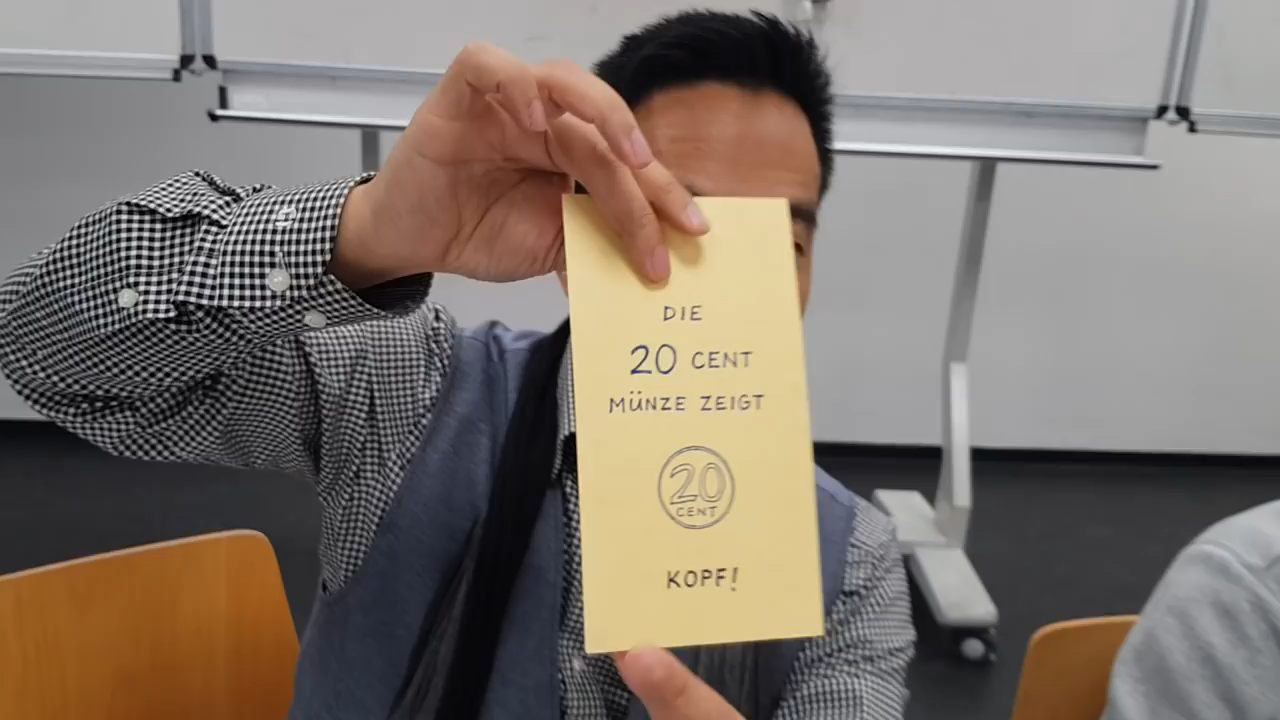 DIE
20 CENT
MÜNZE ZEIGT
20
CENT
KOPF!